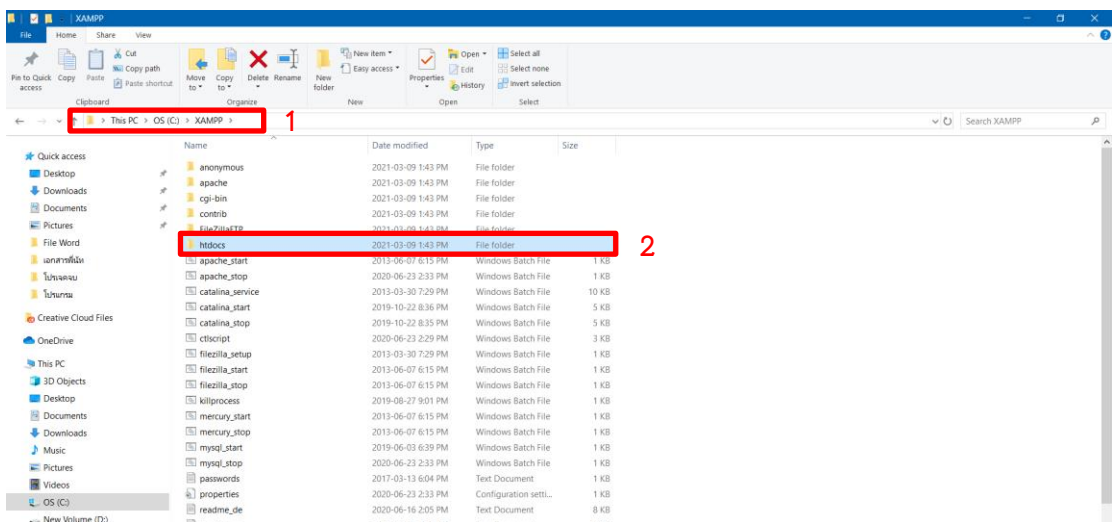 XAMPP
File Home Share View
Pin to Quick access
Copy
Paste
Cut
Copy path
Paste shortcut
Clipboard
Move to
Copy to
Delete
Rename
Organize
New folder
New item
Easy access
New
Properties
Open
Edit
History
Open
Select all
Select none
Invert selection
Select
> This PC > OS (C:) > XAMPP >
1
Search XAMPP
Quick access
Desktop
Downloads
Documents
Pictures
File Word
เอกสารพี่นัท
โปรเจคจบ
โปรแกรม
Creative Cloud Files
OneDrive
This PC
3D Objects
Desktop
Documents
Downloads
Music
Pictures
Videos
OS (C:)
New Volume (D:)
Name Date modified Type Size
anonymous 2021-03-09 1:43 PM File folder
apache 2021-03-09 1:43 PM File folder
cgi-bin 2021-03-09 1:43 PM File folder
contrib 2021-03-09 1:43 PM File folder
FileZillaFTP 2021-03-09 1:43 PM File folder
htdocs 2021-03-09 1:43 PM File folder
2
apache_start 2013-06-07 6:15 PM Windows Batch File 1 KB
apache_stop 2020-06-23 2:33 PM Windows Batch File 1 KB
catalina_service 2013-03-30 7:29 PM Windows Batch File 10 KB
catalina_start 2019-10-22 8:36 PM Windows Batch File 5 KB
catalina_stop 2019-10-22 8:35 PM Windows Batch File 5 KB
ctlscript 2020-06-23 2:29 PM Windows Batch File 3 KB
filezilla_setup 2013-03-30 7:29 PM Windows Batch File 1 KB
filezilla_start 2013-06-07 6:15 PM Windows Batch File 1 KB
filezilla_stop 2013-06-07 6:15 PM Windows Batch File 1 KB
killprocess 2019-08-27 9:01 PM Windows Batch File 1 KB
mercury_start 2013-06-07 6:15 PM Windows Batch File 1 KB
mercury_stop 2013-06-07 6:15 PM Windows Batch File 1 KB
mysql_start 2019-06-03 6:39 PM Windows Batch File 1 KB
mysql_stop 2020-06-23 2:33 PM Windows Batch File 1 KB
passwords 2017-03-13 6:04 PM Text Document 1 KB
properties 2020-06-23 2:33 PM Configuration setti... 1 KB
readme_de 2020-06-16 2:05 PM Text Document 8 KB